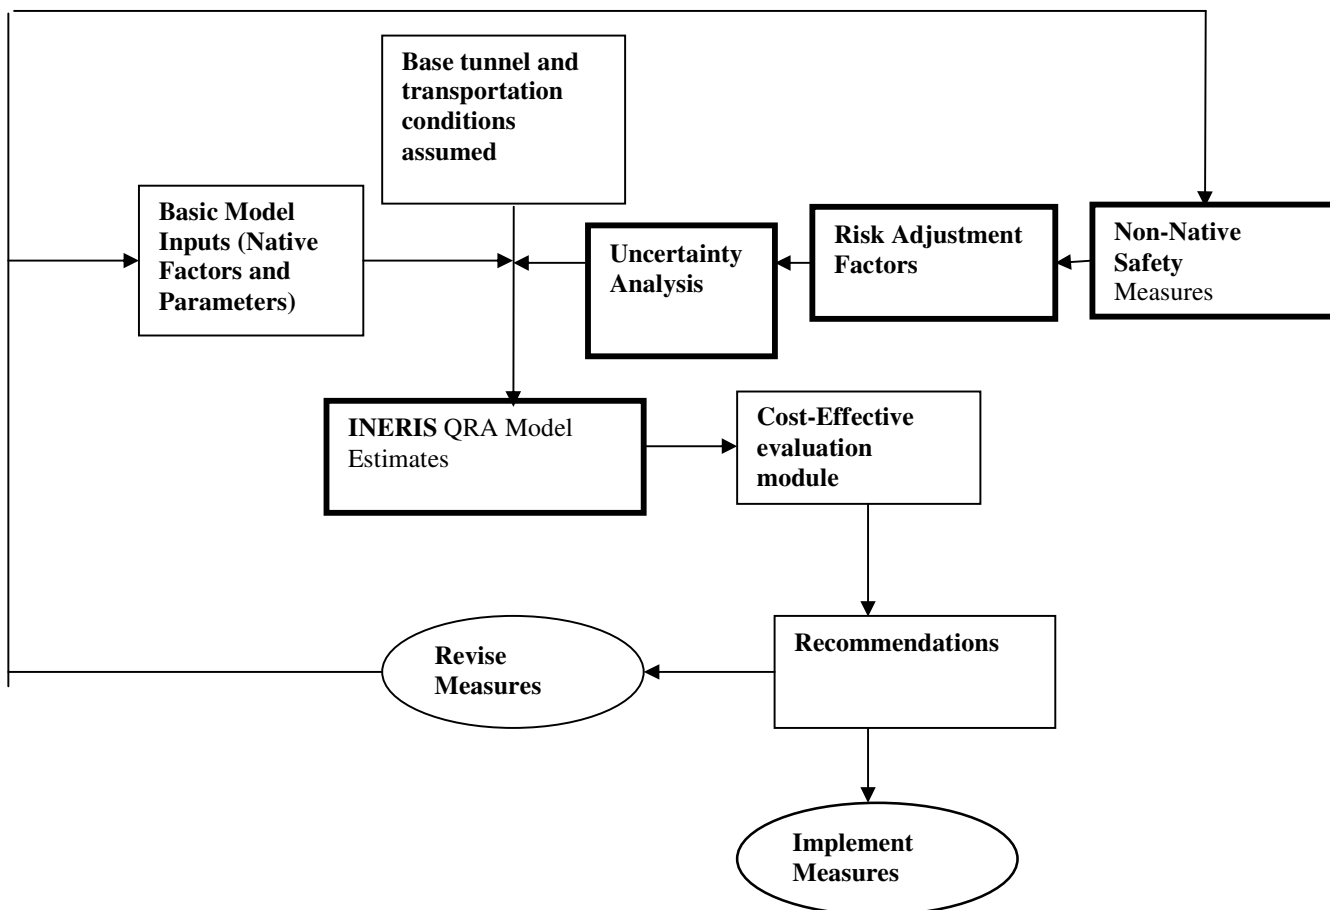 Base tunnel and
transportation
conditions
assumed
Basic Model
Inputs (Native
Factors and
Parameters)
Uncertainty
Analysis
Risk Adjustment
Factors
Non-Native
Safety
Measures
INERIS QRA Model
Estimates
Cost-Effective
evaluation
module
Recommendations
Revise
Measures
Implement
Measures